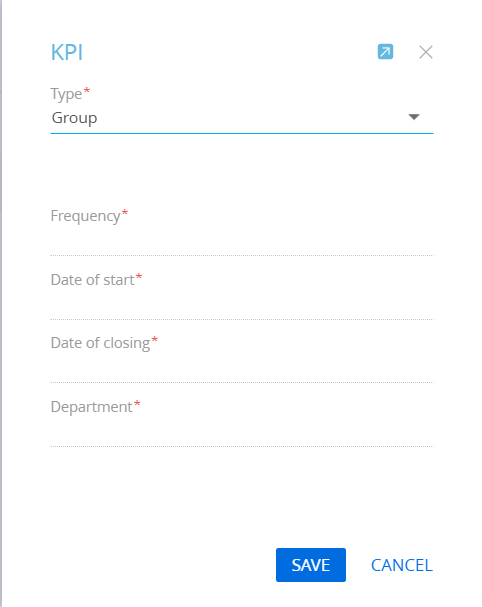 KPI
Type*
Group
Frequency*
Date of start*
Date of closing*
Department*
SAVE CANCEL